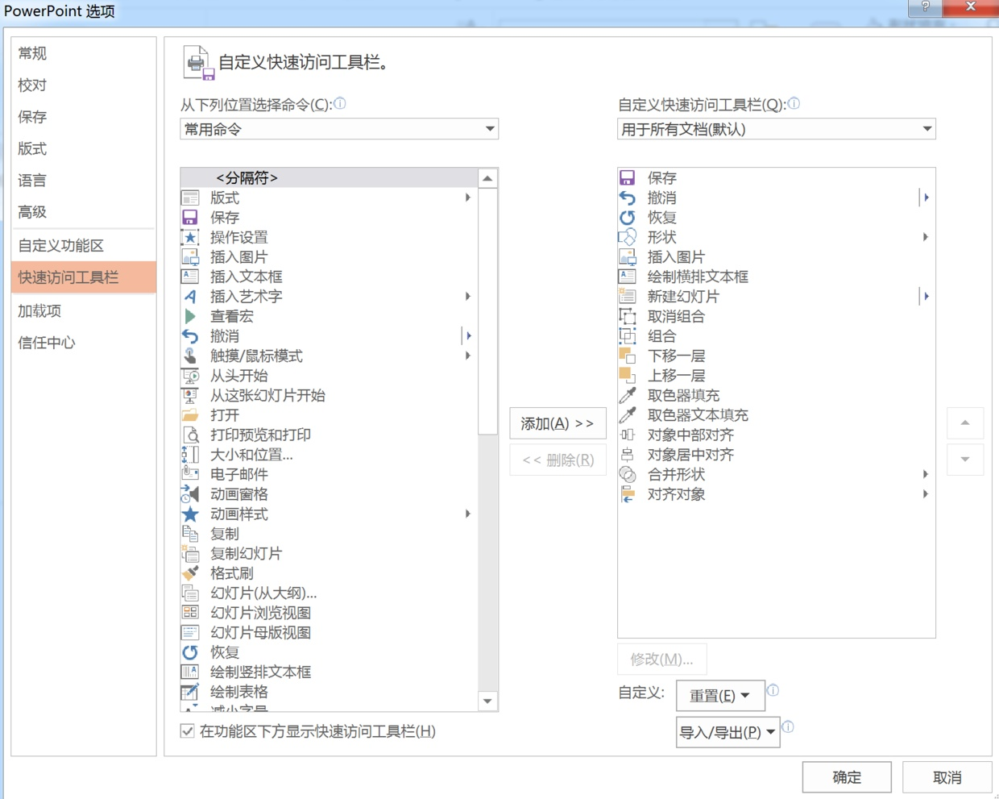 PowerPoint 选项
常规
校对
保存
版式
语言
高级
自定义功能区
快速访问工具栏
加载项
信任中心
自定义快速访问工具栏。
从下列位置选择命令(C):
常用命令
<分隔符>
版式
保存
操作设置
插入图片
插入文本框
插入艺术字
查看宏
撤消
触摸/鼠标模式
从头开始
从这张幻灯片开始
打开
打印预览和打印
大小和位置...
电子邮件
动画窗格
动画样式
复制
复制幻灯片
格式刷
幻灯片(从大纲)...
幻灯片浏览视图
幻灯片母版视图
恢复
绘制竖排文本框
绘制表格
减小字号
在功能区下方显示快速访问工具栏(H)
添加(A) >>
<< 删除(R)
自定义快速访问工具栏(Q):
用于所有文档(默认)
保存
撤消
恢复
形状
插入图片
绘制横排文本框
新建幻灯片
取消组合
组合
下移一层
上移一层
取色器填充
取色器文本填充
对象中部对齐
对象居中对齐
合并形状
对齐对象
修改(M)...
自定义:
重置(E)
导入/导出(P)
确定
取消